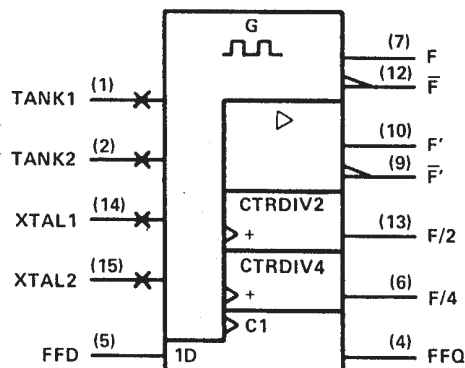 G
(7) F
(12) F̅
TANK1 (1)
(10) F'
TANK2 (2)
(9) F̅'
XTAL1 (14)
CTRDIV2
+
(13) F/2
XTAL2 (15)
CTRDIV4
+
(6) F/4
C1
FFD (5)
1D
(4) FFQ